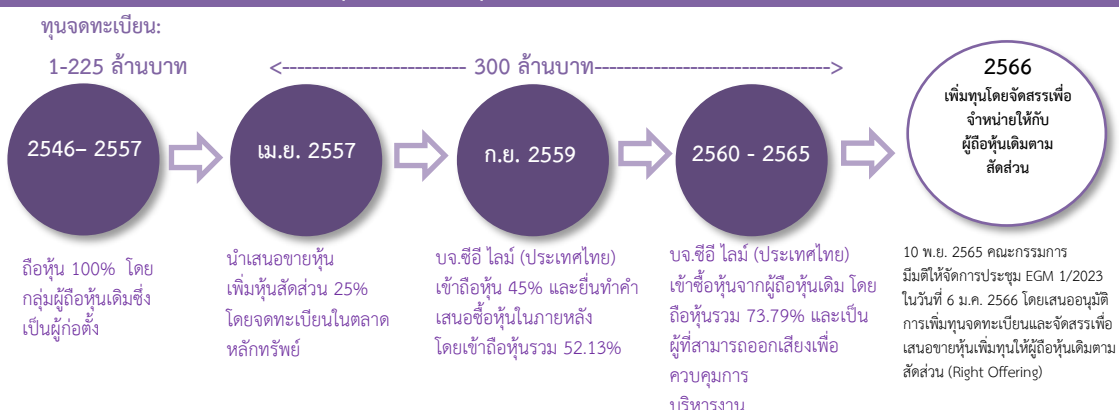 ทุนจดทะเบียน:
1-225 ล้านบาท
<------------------------- 300 ล้านบาท-------------------------------->
2546– 2557
เม.ย. 2557
ก.ย. 2559
2560 - 2565
2566
เพิ่มทุนโดยจัดสรรเพื่อ
จำหน่ายให้กับ
ผู้ถือหุ้นเดิมตาม
สัดส่วน
ถือหุ้น 100% โดย
กลุ่มผู้ถือหุ้นเดิมซึ่ง
เป็นผู้ก่อตั้ง
นำเสนอขายหุ้น
เพิ่มหุ้นสัดส่วน 25%
โดยจดทะเบียนในตลาด
หลักทรัพย์
บจ.ซีอี ไลม์ (ประเทศไทย)
เข้าถือหุ้น 45% และยื่นทำคำ
เสนอซื้อหุ้นในภายหลัง
โดยเข้าถือหุ้นรวม 52.13%
บจ.ซีอี ไลม์ (ประเทศไทย)
เข้าซื้อหุ้นจากผู้ถือหุ้นเดิม โดย
ถือหุ้นรวม 73.79% และเป็น
ผู้ที่สามารถออกเสียงเพื่อ
ควบคุมการ
บริหารงาน
10 พ.ย. 2565 คณะกรรมการ
มีมติให้จัดการประชุม EGM 1/2023
ในวันที่ 6 ม.ค. 2566 โดยเสนออนุมัติ
การเพิ่มทุนจดทะเบียนและจัดสรรเพื่อ
เสนอขายหุ้นเพิ่มทุนให้ผู้ถือหุ้นเดิมตาม
สัดส่วน (Right Offering)